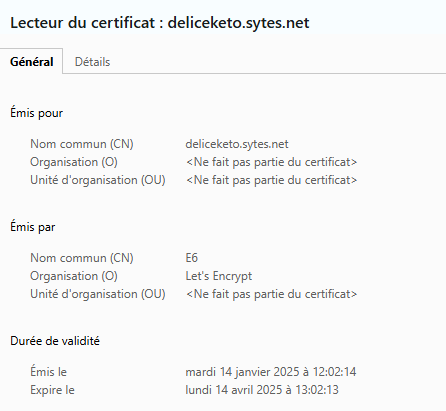 Lecteur du certificat : deliceketo.sytes.net
Général Détails
Émis pour
Nom commun (CN) deliceketo.sytes.net
Organisation (O) <Ne fait pas partie du certificat>
Unité d'organisation (OU) <Ne fait pas partie du certificat>
Émis par
Nom commun (CN) E6
Organisation (O) Let's Encrypt
Unité d'organisation (OU) <Ne fait pas partie du certificat>
Durée de validité
Émis le mardi 14 janvier 2025 à 12:02:14
Expire le lundi 14 avril 2025 à 13:02:13